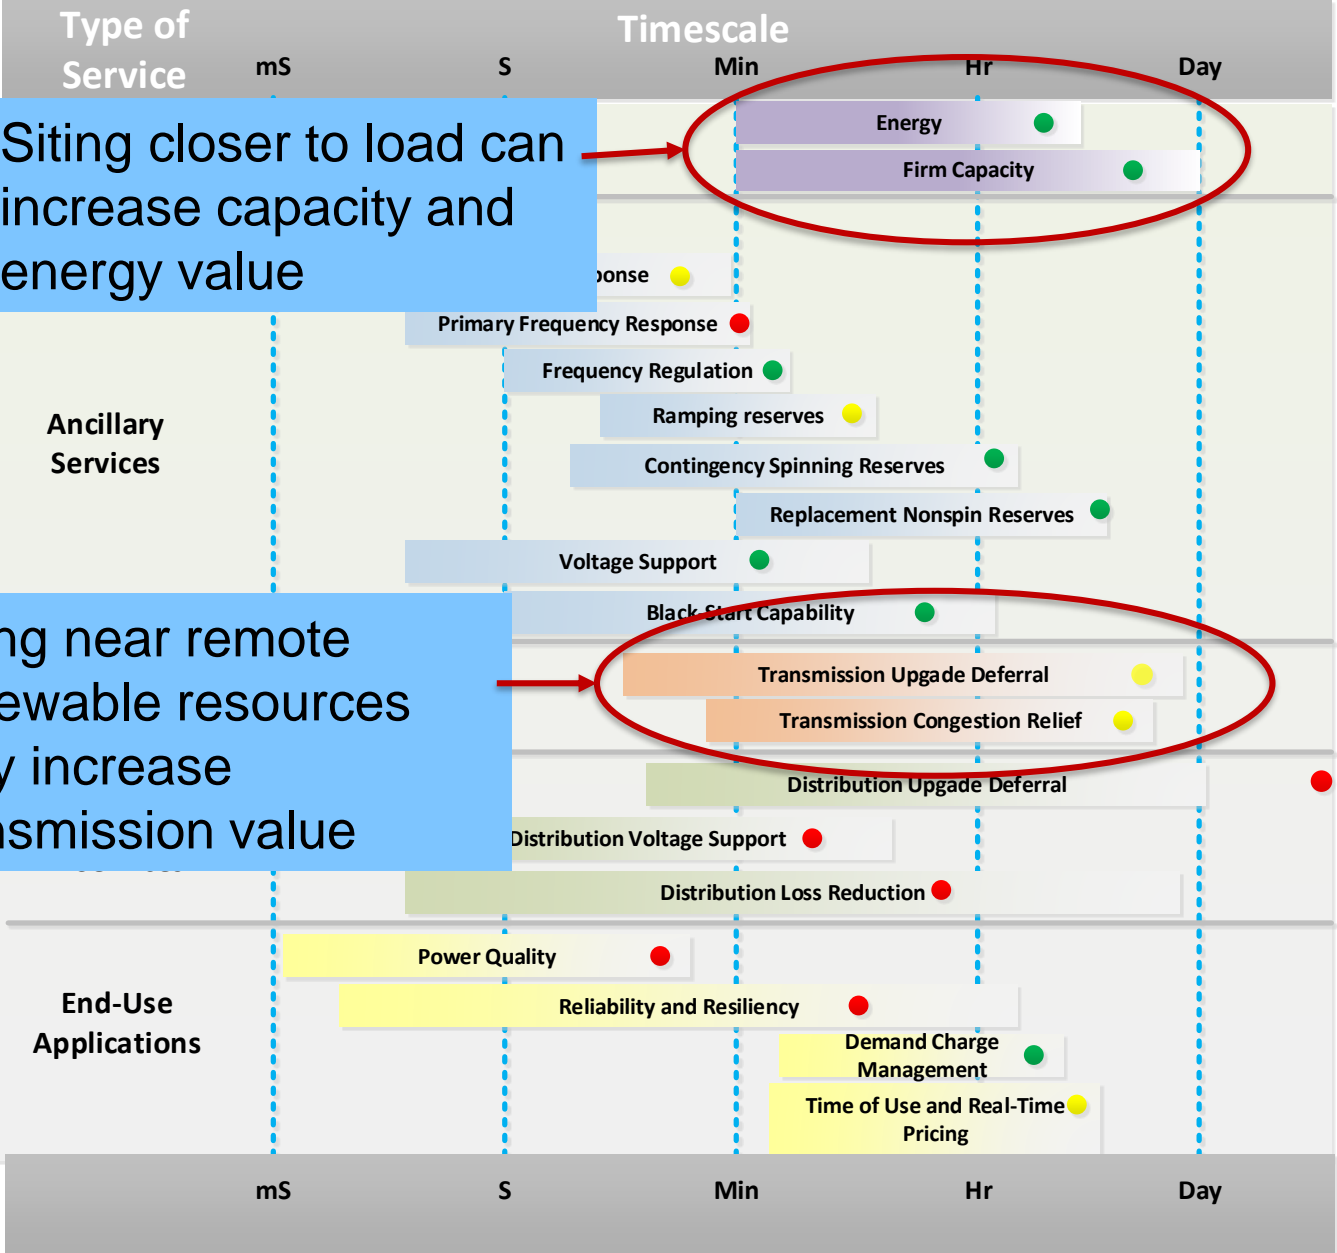 Type of
Service
Timescale
mS S Min Hr Day
Siting closer to load can
increase capacity and
energy value
Energy
Firm Capacity
Primary Frequency Response
Frequency Regulation
Ramping reserves
Ancillary
Services
Contingency Spinning Reserves
Replacement Nonspin Reserves
Voltage Support
Black-Start Capability
ng near remote
ewable resources
y increase
nsmission value
Transmission Upgade Deferral
Transmission Congestion Relief
Distribution Upgade Deferral
Distribution Voltage Support
Distribution Loss Reduction
Power Quality
End-Use
Applications
Reliability and Resiliency
Demand Charge
Management
Time of Use and Real-Time
Pricing
mS S Min Hr Day